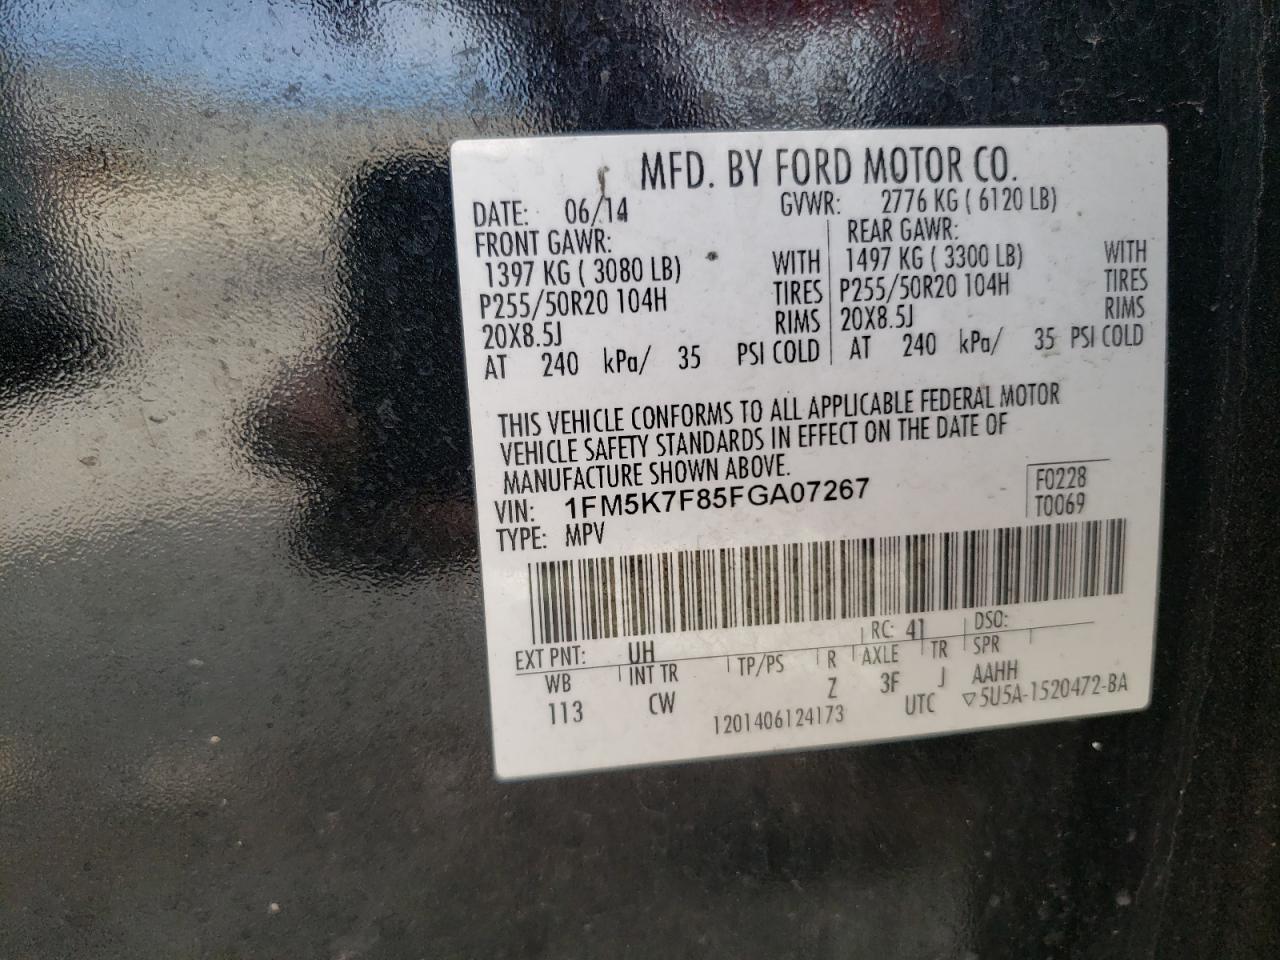 MFD. BY FORD MOTOR CO.
DATE: 06/14 GVWR: 2776 KG ( 6120 LB)
FRONT GAWR: REAR GAWR:
1397 KG ( 3080 LB) WITH 1497 KG ( 3300 LB) WITH
P255/50R20 104H TIRES P255/50R20 104H TIRES
20X8.5J RIMS 20X8.5J RIMS
AT 240 kPa/ 35 PSI COLD AT 240 kPa/ 35 PSI COLD
THIS VEHICLE CONFORMS TO ALL APPLICABLE FEDERAL MOTOR
VEHICLE SAFETY STANDARDS IN EFFECT ON THE DATE OF
MANUFACTURE SHOWN ABOVE.
VIN: 1FM5K7F85FGA07267 F0228
TYPE: MPV T0069
EXT PNT: UH RC: 41 DSO:
WB INT TR TP/PS R AXLE TR SPR
113 CW Z 3F J AAHH
1201406124173 UTC ▽5U5A-1520472-BA